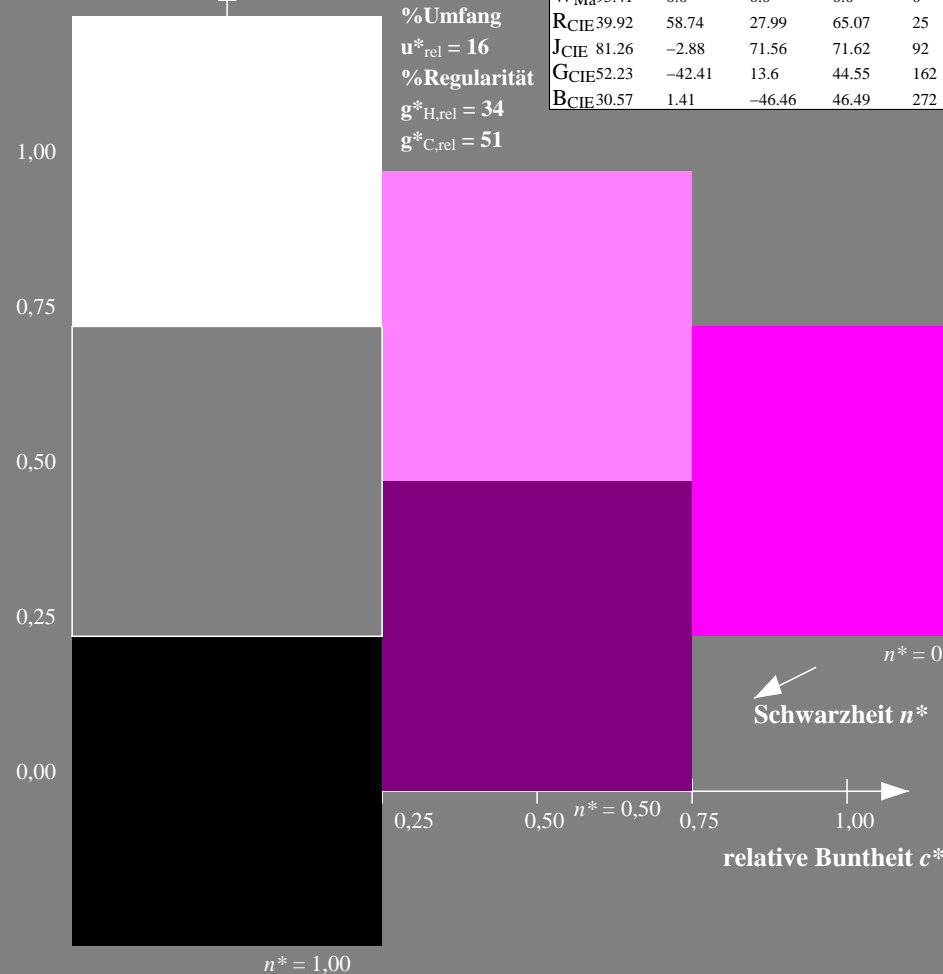 %Umfang
u*rel = 16
%Regularität
g*H,rel = 34
g*C,rel = 51
RCIE 39.92 58.74 27.99 65.07 25
JCIE 81.26 −2.88 71.56 71.62 92
GCIE 52.23 −42.41 13.6 44.55 162
BCIE 30.57 1.41 −46.46 46.49 272
1,00
0,75
0,50
0,25
0,00
n* = 0
Schwarzheit n*
n* = 0,50
0,25 0,50 0,75 1,00
relative Buntheit c*
n* = 1,00